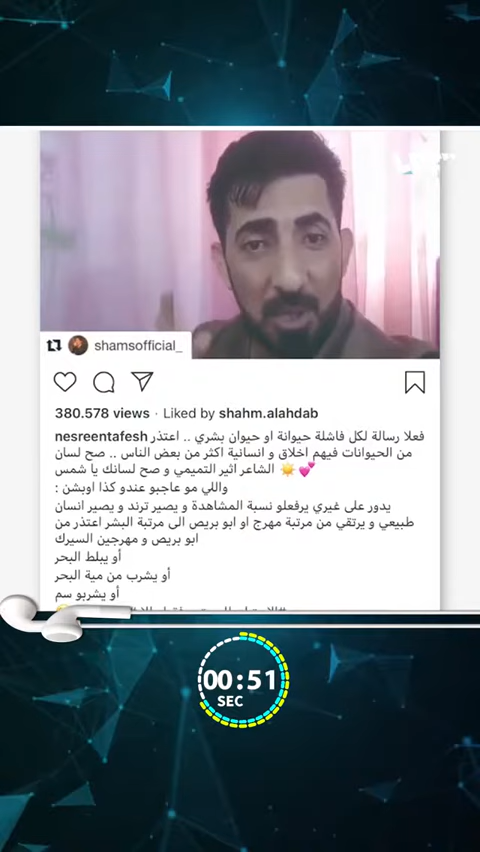 shamsofficial_
380.578 views · Liked by shahm.alahdab
nesreentafesh فعلا رسالة لكل فاشلة حيوانة او حيوان بشري .. اعتذر
من الحيوانات فيهم اخلاق و انسانية اكثر من بعض الناس .. صح لسان
الشاعر اثير التميمي و صح لسانك يا شمس ☀️💕
واللي مو عاجبو عندو كذا اوبشن :
يدور على غيري يرفعلو نسبة المشاهدة و يصير ترند و يصير انسان
طبيعي و يرتقي من مرتبة مهرج او ابو بريص الى مرتبة البشر اعتذر من
ابو بريص و مهرجين السيرك
أو يبلط البحر
أو يشرب من مية البحر
أو يشربو سم
00:51
SEC